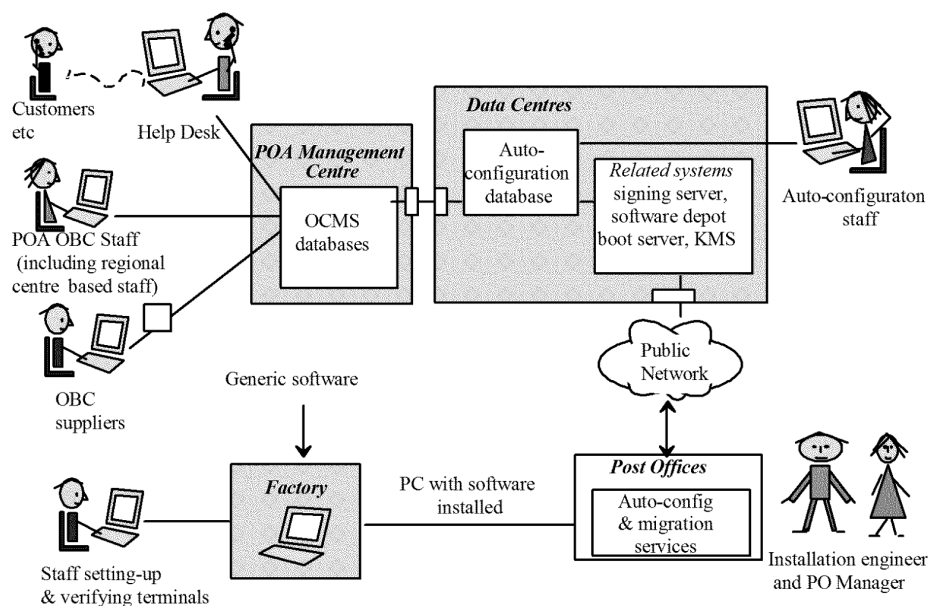 Customers
etc
Help Desk
POA Management
Centre
OCMS
databases
Data Centres
Auto-
configuration
database
Related systems
signing server,
software depot
boot server, KMS
Auto-configuraton
staff
POA OBC Staff
(including regional
centre based staff)
OBC
suppliers
Public
Network
Generic software
Factory
PC with software
installed
Post Offices
Auto-config
& migration
services
Staff setting-up
& verifying terminals
Installation engineer
and PO Manager